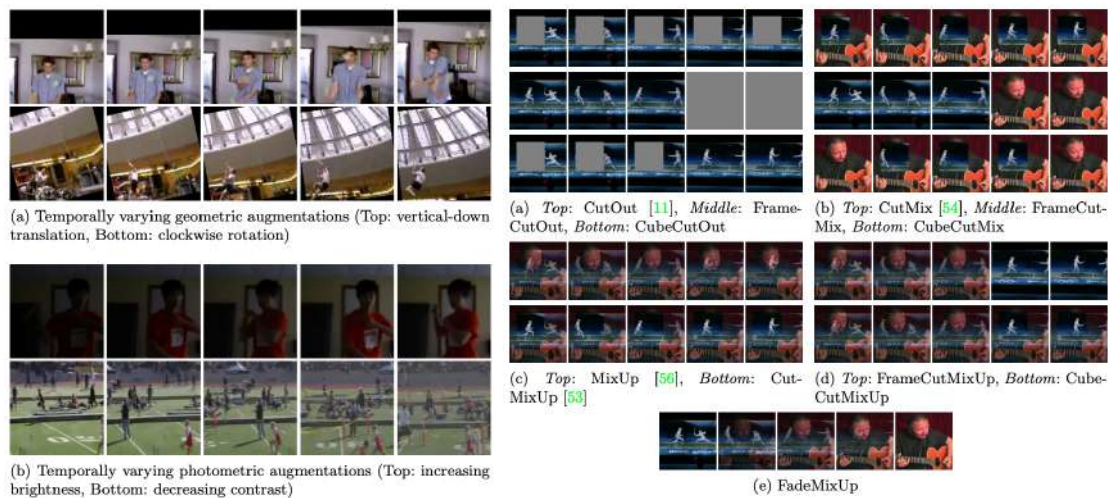 (a) Temporally varying geometric augmentations (Top: vertical-down
translation, Bottom: clockwise rotation)
(b) Temporally varying photometric augmentations (Top: increasing
brightness, Bottom: decreasing contrast)
(a) Top: CutOut [11], Middle: Frame-
CutOut, Bottom: CubeCutOut
(b) Top: CutMix [54], Middle: FrameCut-
Mix, Bottom: CubeCutMix
(c) Top: MixUp [56], Bottom: Cut-
MixUp [53]
(d) Top: FrameCutMixUp, Bottom: Cube-
CutMixUp
(e) FadeMixUp